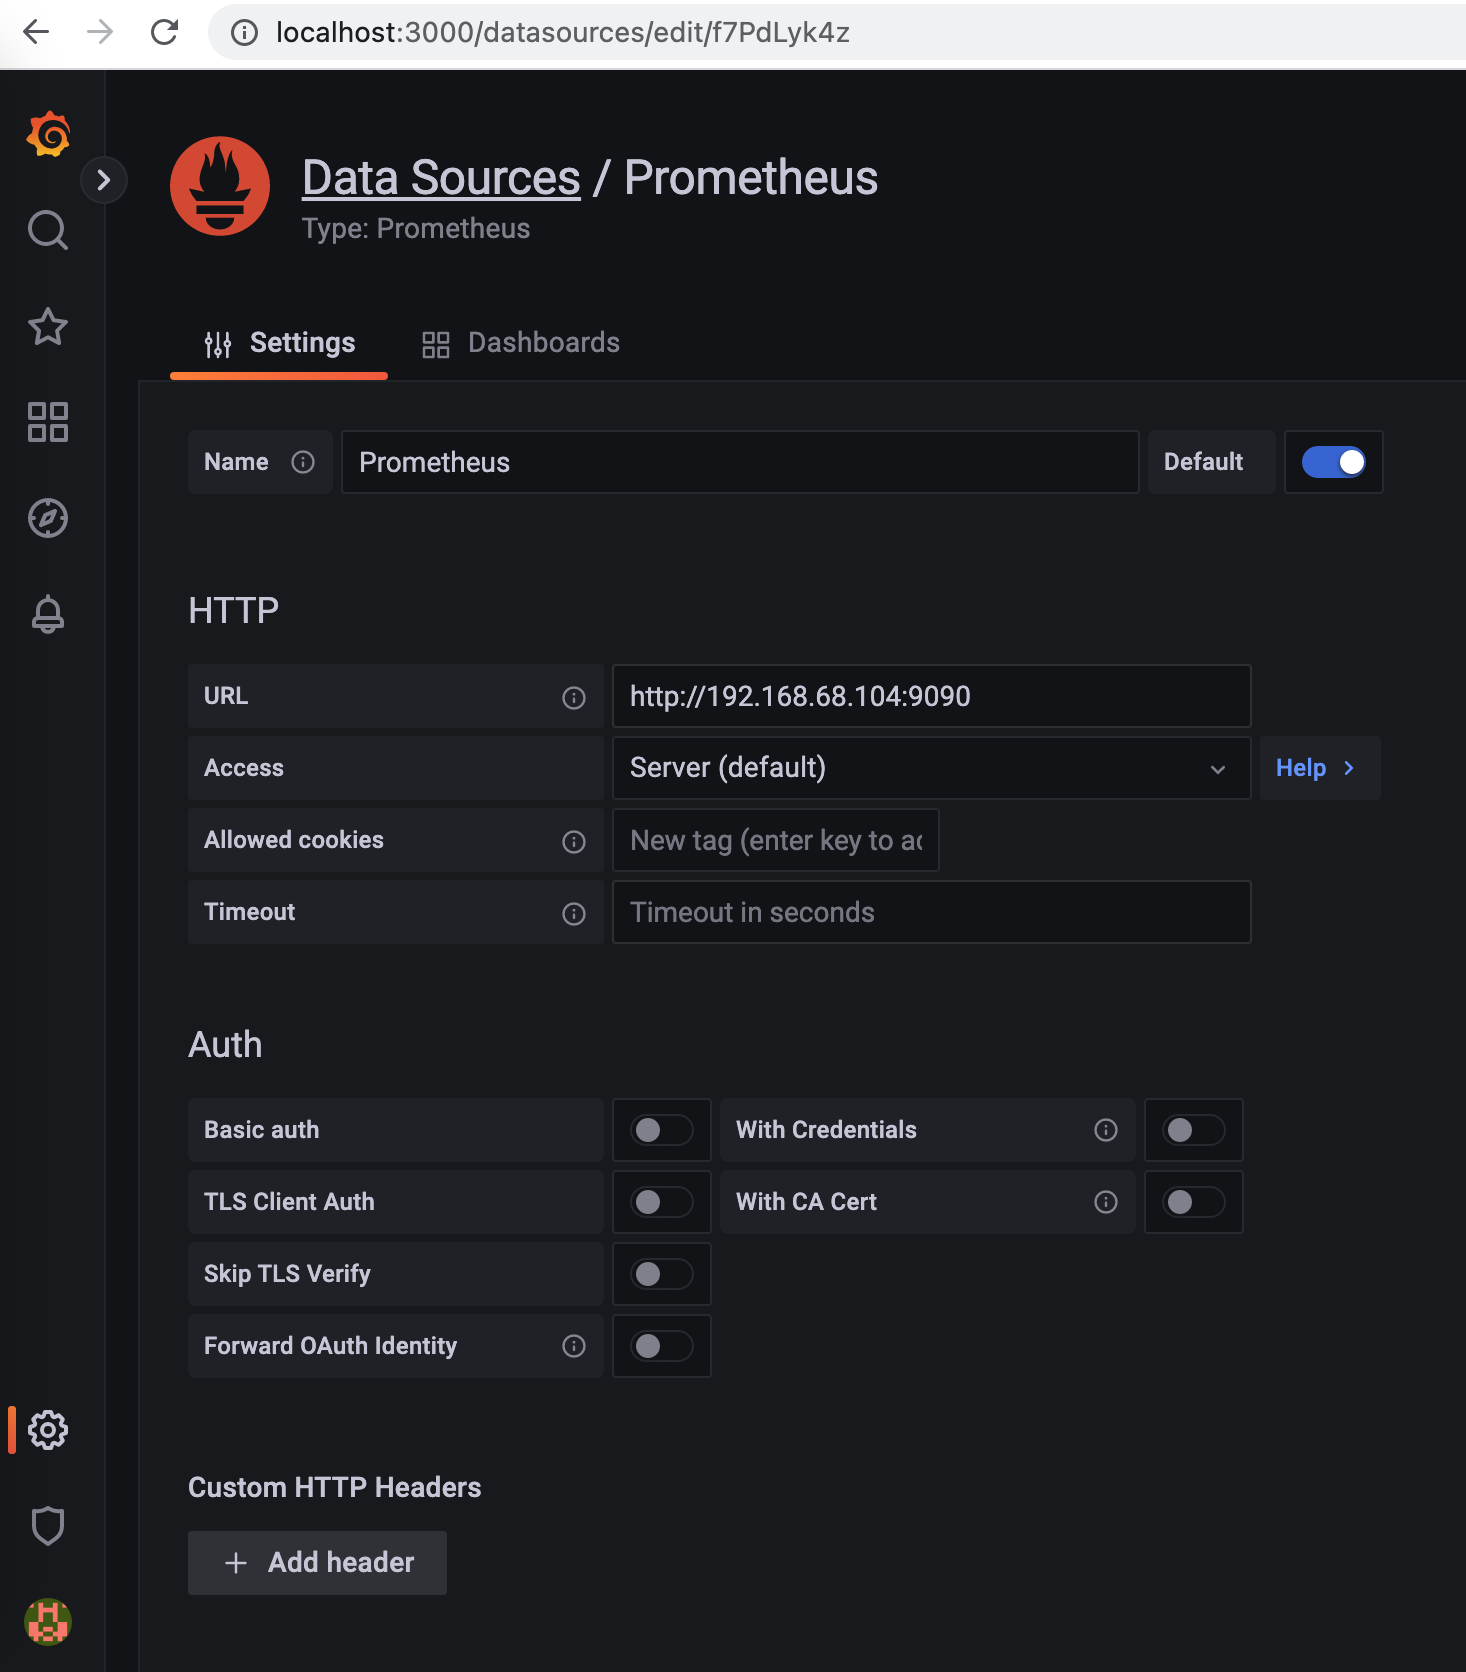 localhost:3000/datasources/edit/f7PdLyk4z
Data Sources / Prometheus
Type: Prometheus
Settings
Dashboards
Name
Prometheus
Default
HTTP
URL
http://192.168.68.104:9090
Access
Server (default)
Help
Allowed cookies
New tag (enter key to ac
Timeout
Timeout in seconds
Auth
Basic auth
With Credentials
TLS Client Auth
With CA Cert
Skip TLS Verify
Forward OAuth Identity
Custom HTTP Headers
+ Add header